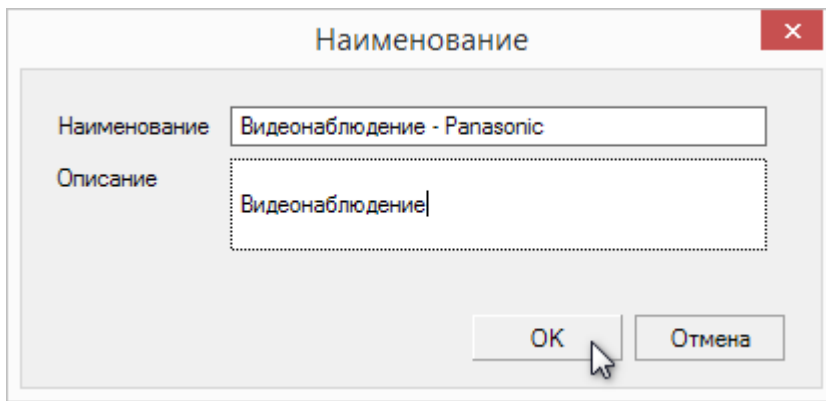 Наименование
Наименование Видеонаблюдение - Panasonic
Описание
Видеонаблюдение
OK Отмена